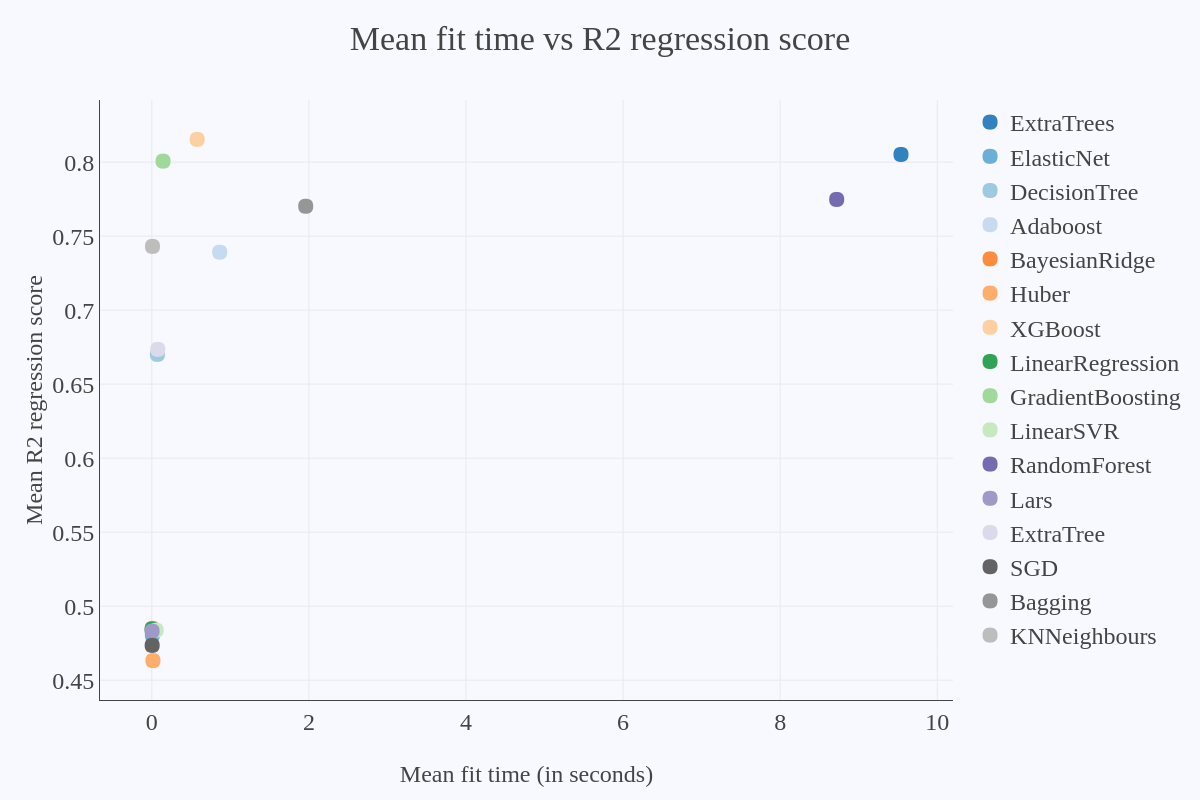 Mean fit time vs R2 regression score
Mean R2 regression score
0.8
0.75
0.7
0.65
0.6
0.55
0.5
0.45
0
2
4
6
8
10
Mean fit time (in seconds)
ExtraTrees
ElasticNet
DecisionTree
Adaboost
BayesianRidge
Huber
XGBoost
LinearRegression
GradientBoosting
LinearSVR
RandomForest
Lars
ExtraTree
SGD
Bagging
KNNeighbours